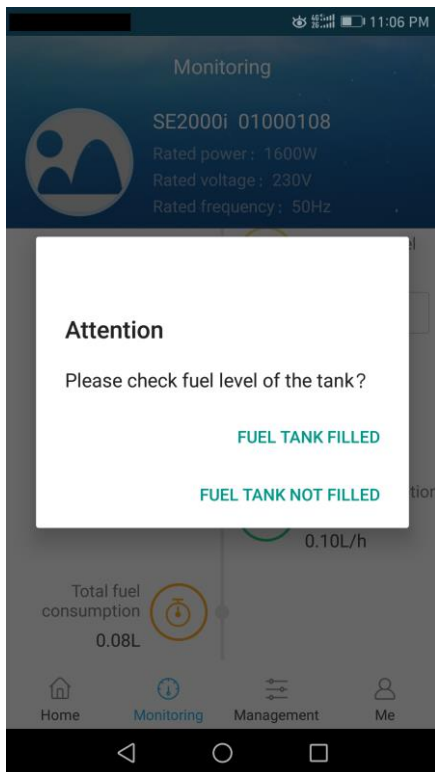 11:06 PM
Monitoring
SE2000i 01000108
Rated power: 1600W
Rated voltage: 230V
Rated frequency: 50Hz
Attention
Please check fuel level of the tank?
FUEL TANK FILLED
FUEL TANK NOT FILLED
0.10L/h
Total fuel
consumption
0.08L
Home Monitoring Management Me